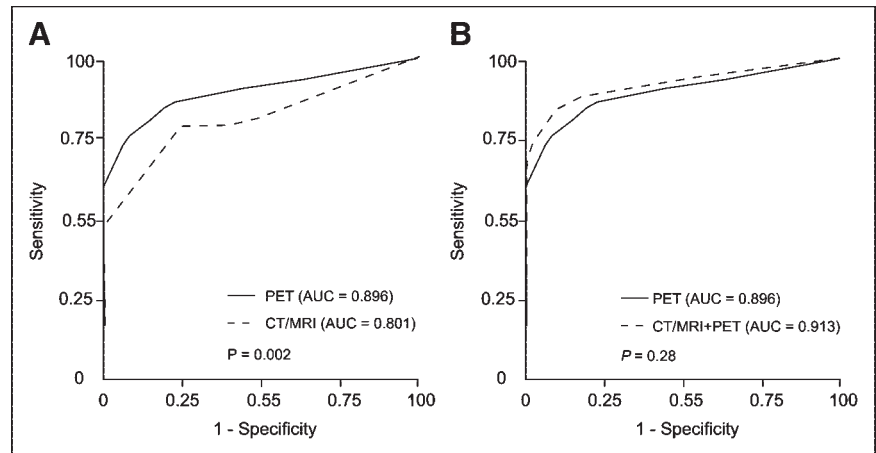 A
100
0.75
0.55
0.25
0
Sensitivity
PET (AUC = 0.896)
CT/MRI (AUC = 0.801)
P = 0.002
0 0.25 0.55 0.75 100
1 - Specificity
B
100
0.75
0.55
0.25
0
Sensitivity
PET (AUC = 0.896)
CT/MRI+PET (AUC = 0.913)
P = 0.28
0 0.25 0.55 0.75 100
1 - Specificity